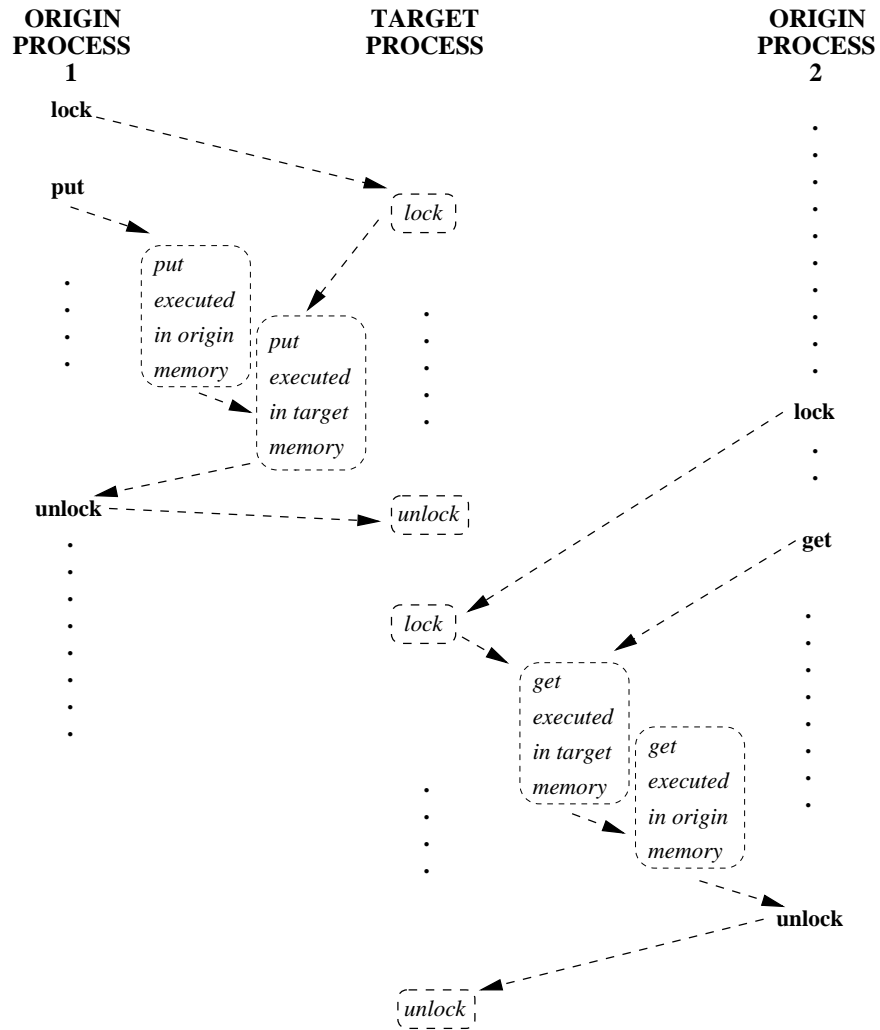 ORIGIN
PROCESS
1
TARGET
PROCESS
ORIGIN
PROCESS
2
lock
put
lock
put
executed
in origin
memory
put
executed
in target
memory
lock
unlock
unlock
get
lock
get
executed
in target
memory
get
executed
in origin
memory
unlock
unlock